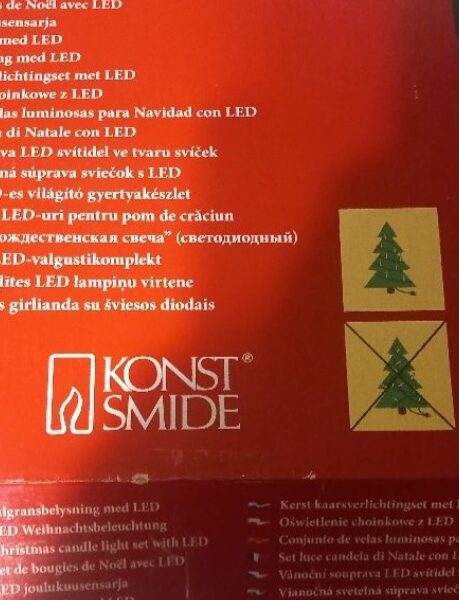 de Noël avec LED
med LED
med LED
lichtingset met LED
oinkowe z LED
las luminosas para Navidad con LED
di Natale con LED
ava LED svítidel ve tvaru svíček
ná súprava sviečok s LED
-es világító gyertyakészlet
LED-uri pentru pom de crăciun
ождественская свеча” (светодиодный)
LED-valgustikomplekt
dītes LED lampiņu virtene
s girlianda su šviesos diodais
KONST®
SMIDE
algransbelysning med LED
ED Weihnachtsbeleuchtung
hristmas candle light set with LED
et de bougies de Noël avec LED
ED joulukuusensarja
Kerst kaarsverlichtingset met
Oświetlenie choinkowe z LED
Conjunto de velas luminosas p
Set luce candela di Natale con L
Vánoční souprava LED svítidel
Vianočná svetelná súprava svieč